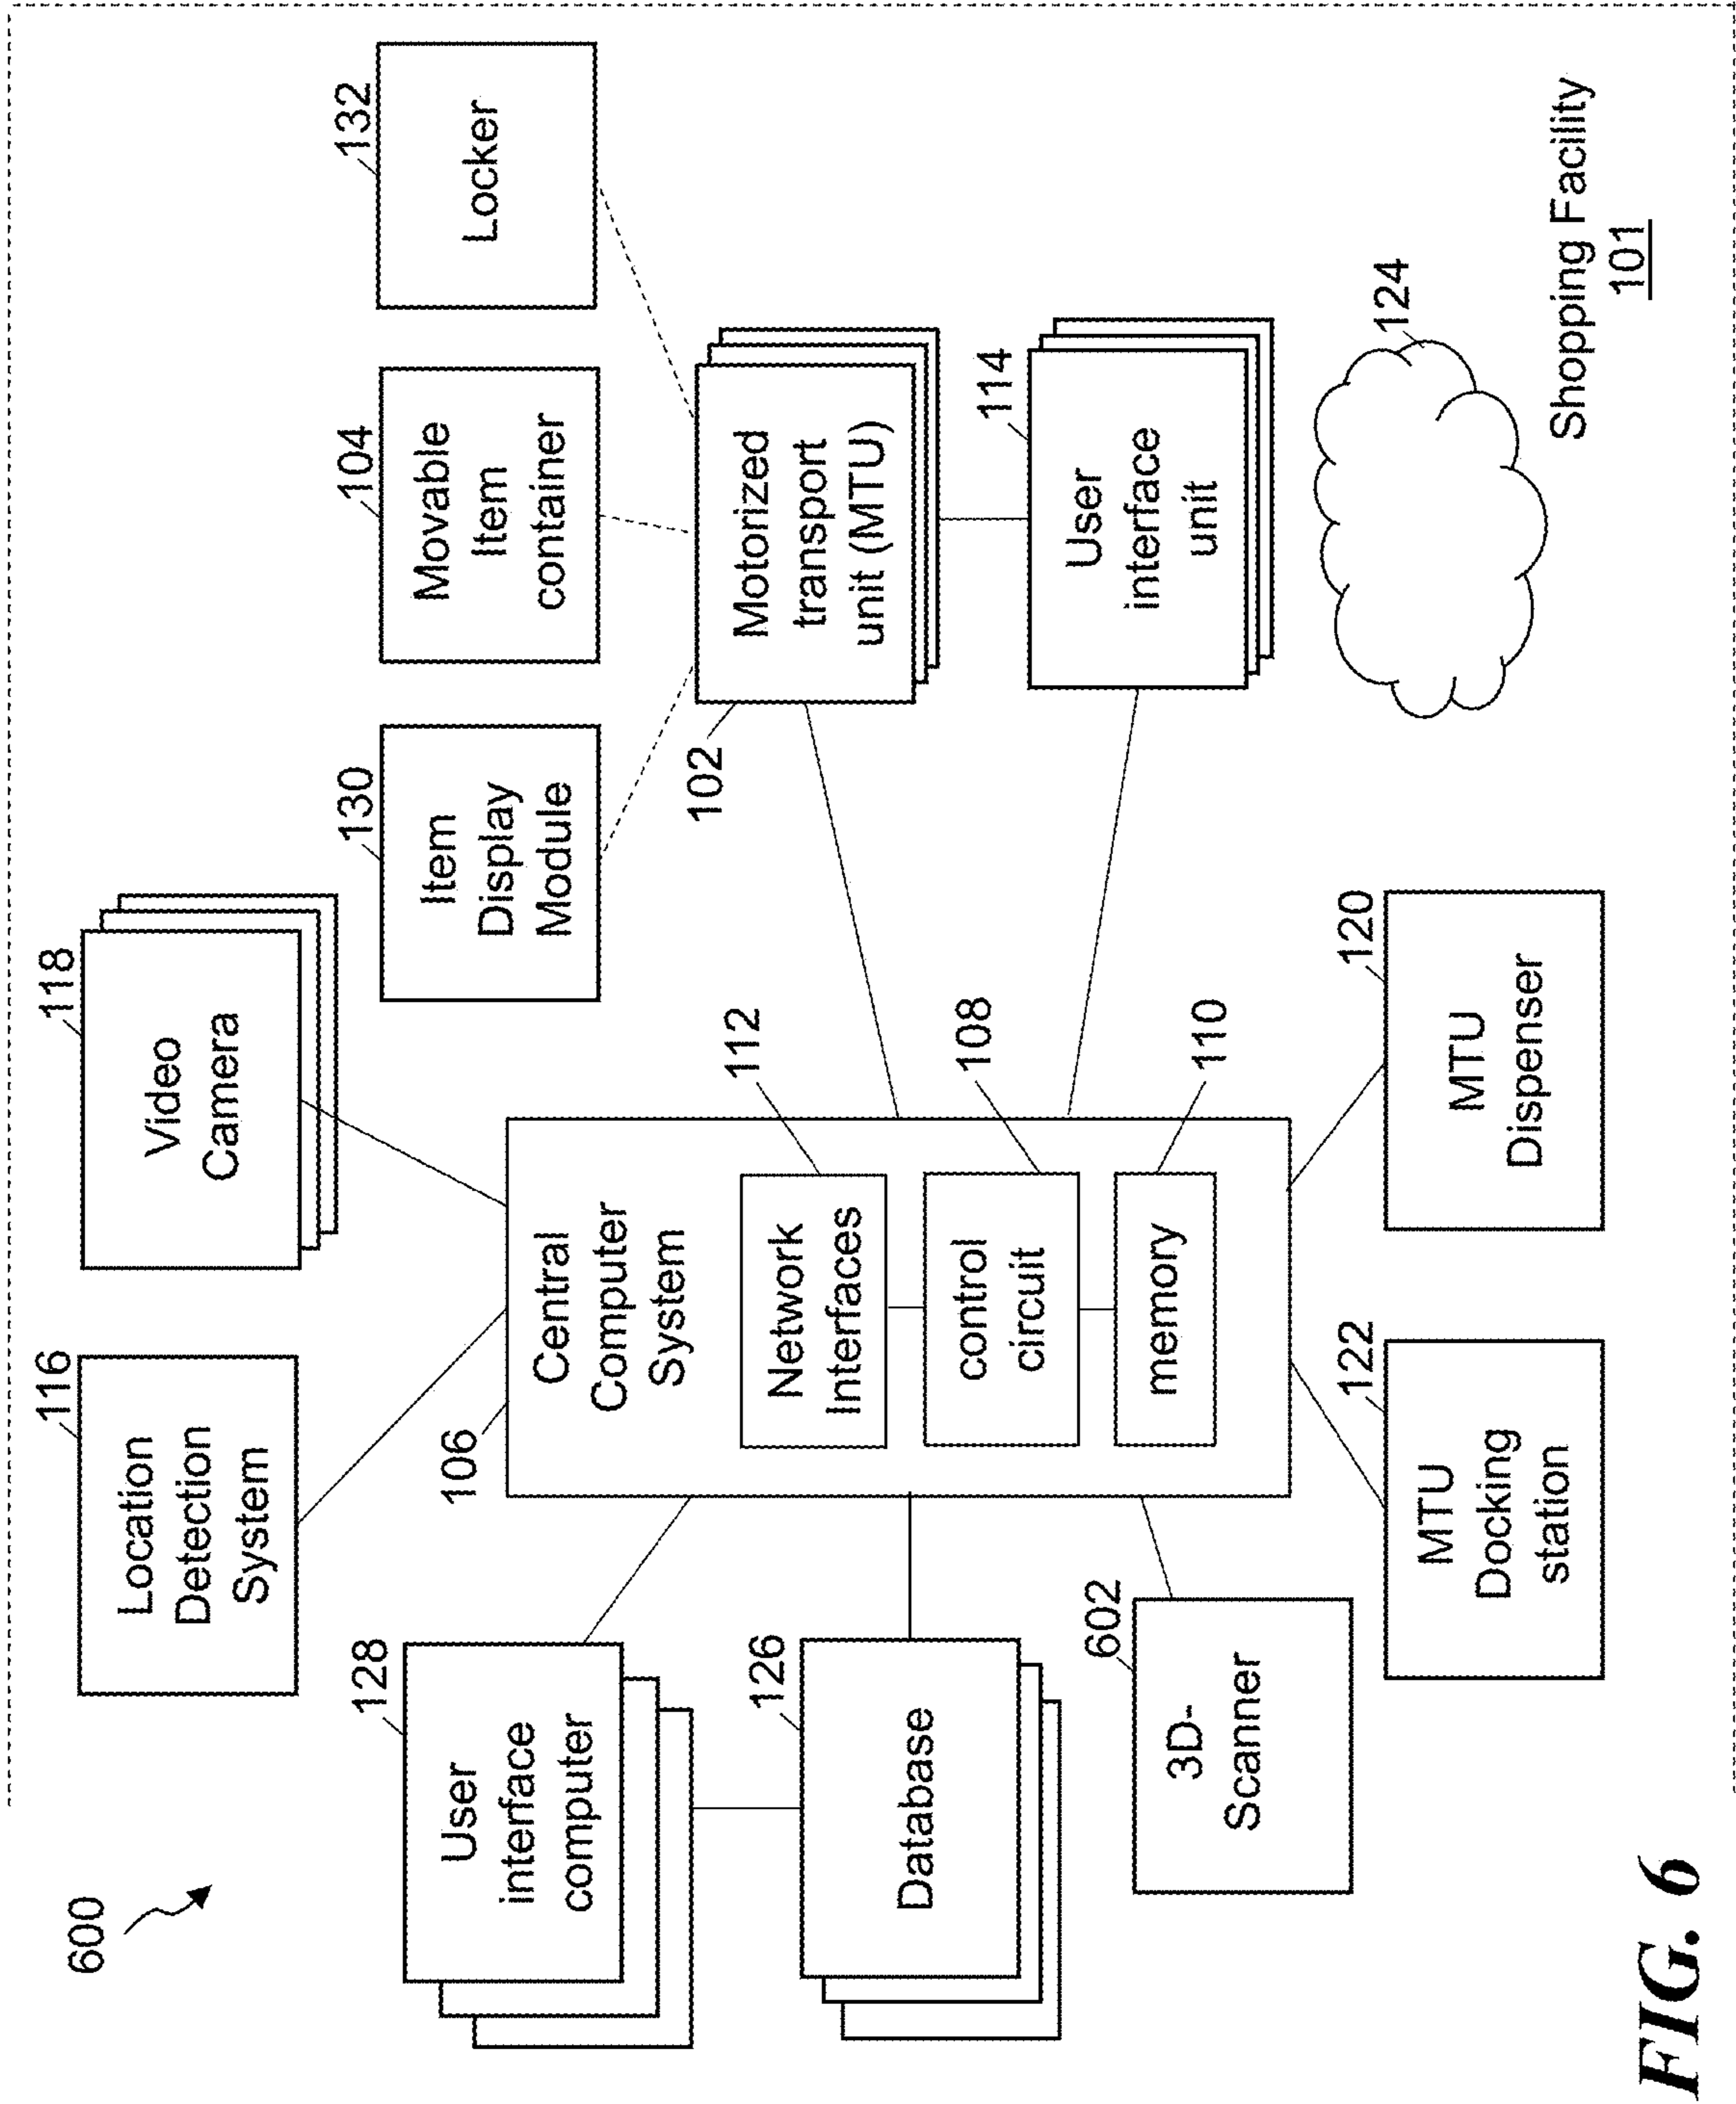 600
116
Location
Detection
System
118
Video
Camera
128
User
interface
computer
106
Central
Computer
System
112
Network
Interfaces
108
control
circuit
110
memory
126
Database
602
3D-
Scanner
122
MTU
Docking
station
120
MTU
Dispenser
130
Item
Display
Module
104
Movable
Item
container
132
Locker
102
Motorized
transport
unit (MTU)
114
User
interface
unit
124
Shopping Facility
101
FIG. 6